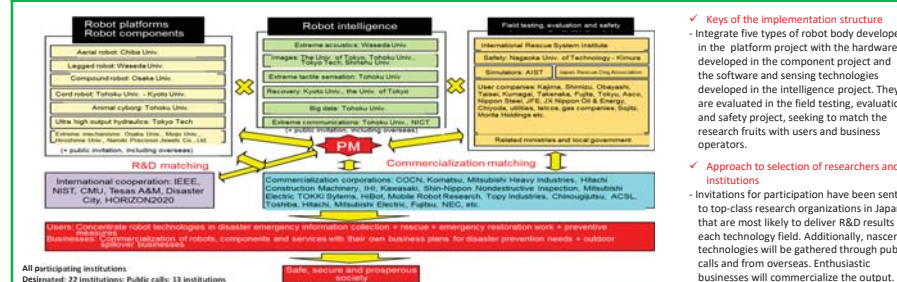 Robot platforms
Robot components
Aerial robot: Chiba Univ.
Legged robot: Waseda Univ.
Compound robot: Osaka Univ.
Cord robot: Tohoku Univ. - Kyoto Univ.
Animal cyborg: Tohoku Univ.
Ultra high output hydraulics: Tokyo Tech
Extreme mechanisms: Osaka Univ., Meijo Univ.,
Hiroshima Univ., Namiki Precision Jewels Co., Ltd.
(+ public invitation, including overseas)
Robot intelligence
Extreme acoustics: Waseda Univ.
Images: The Univ. of Tokyo, Tohoku Univ.,
Tokyo Tech, Shinshu Univ.
Extreme tactile sensation: Tohoku Univ
Recovery: Kyoto Univ., the Univ. of Tokyo
Big data: Tohoku Univ.
Extreme communications: Tohoku Univ., NICT
(+ public invitation, including overseas)
Field testing, evaluation and safety
International Rescue System Institute
Safety: Nagaoka Univ. of Technology - Kimura
Simulators: AIST
Japan Rescue Dog Association
User companies: Kajima, Shimizu, Obayashi,
Taisei, Kumagai, Takenaka, Fujita, Tokyu, Asco,
Nippon Steel, JFE, JX Nippon Oil & Energy,
Chiyoda, utilities, telcos, gas companies, Sojitz,
Morita Holdings etc.
Related ministries and local government
PM
R&D matching
Commercialization matching
International cooperation: IEEE,
NIST, CMU, Texas A&M, Disaster
City, HORIZON2020
Commercialization corporations: COCN, Komatsu, Mitsubishi Heavy Industries, Hitachi
Construction Machinery, IHI, Kawasaki, Shin-Nippon Nondestructive Inspection, Mitsubishi
Electric TOKKI Sytems, HiBot, Mobile Robot Research, Topy Industries, Chinougijutsu, ACSL,
Toshiba, Hitachi, Mitsubishi Electric, Fujitsu, NEC, etc.
Users: Concentrate robot technologies in disaster emergency information collection + rescue + emergency restoration work + preventive
measures
Businesses: Commercialization of robots, components and services with their own business plans for disaster prevention needs + outdoor
spillover businesses
Safe, secure and prosperous
society
All participating institutions
Designated: 22 institutions; Public calls: 13 institutions
✓ Keys of the implementation structure
- Integrate five types of robot body develope
in the platform project with the hardware
developed in the component project and
the software and sensing technologies
developed in the intelligence project. They
are evaluated in the field testing, evaluatio
and safety project, seeking to match the
research fruits with users and business
operators.
✓ Approach to selection of researchers and
institutions
- Invitations for participation have been sent
to top-class research organizations in Japan
that are most likely to deliver R&D results
each technology field. Additionally, nascen
technologies will be gathered through pub
calls and from overseas. Enthusiastic
businesses will commercialize the output.